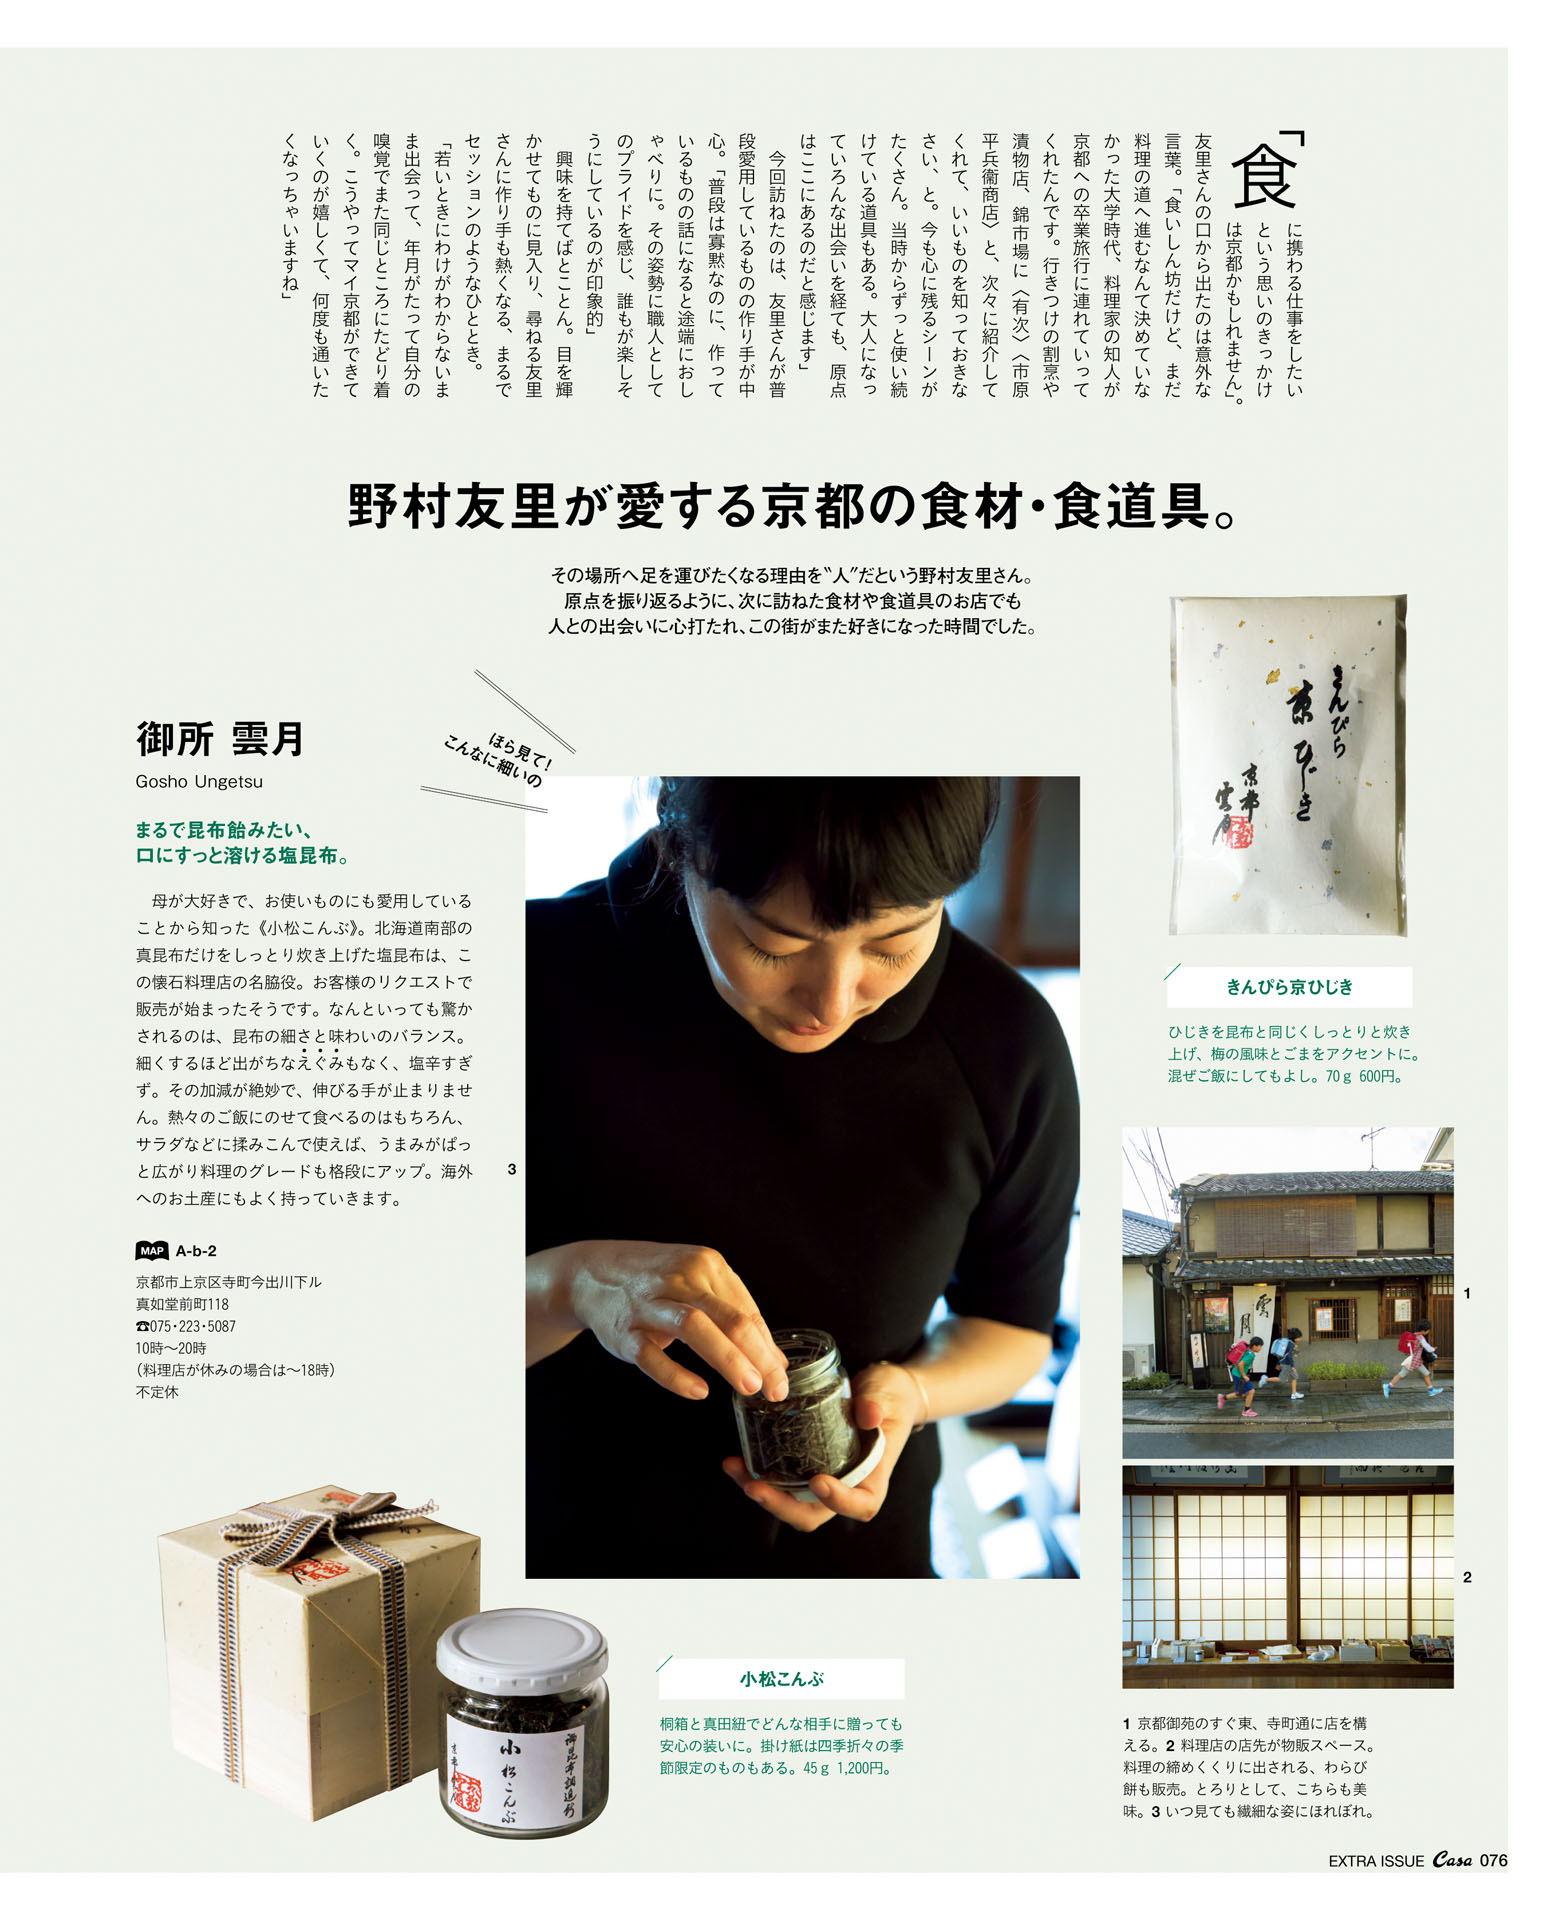 「食に携わる仕事をしたい
という思いのきっかけ
は京都かもしれません」。
友里さんの口から出たのは意外な
言葉。「食いしん坊だけど、まだ
料理の道へ進むなんて決めていな
かった大学時代、料理家の知人が
京都への卒業旅行に連れていって
くれたんです。行きつけの割烹や
漬物店、錦市場に〈有次〉〈市原
平兵衞商店〉と、次々に紹介して
くれて、いいものを知っておきな
さい、と。今も心に残るシーンが
たくさん。当時からずっと使い続
けている道具もある。大人になっ
ていろんな出会いを経ても、原点
はここにあるのだと感じます」
今回訪ねたのは、友里さんが普
段愛用しているものの作り手が中
心。「普段は寡黙なのに、作って
いるものの話になると途端におし
ゃべりに。その姿勢に職人として
のプライドを感じ、誰もが楽しそ
うにしているのが印象的」
興味を持てばとことん。目を輝
かせてものに見入り、尋ねる友里
さんに作り手も熱くなる、まるで
セッションのようなひととき。
「若いときにわけがわからないま
ま出会って、年月がたって自分の
嗅覚でまた同じところにたどり着
く。こうやってマイ京都ができて
いくのが嬉しくて、何度も通いた
くなっちゃいますね」
野村友里が愛する京都の食材・食道具。
その場所へ足を運びたくなる理由を〝人〟だという野村友里さん。
原点を振り返るように、次に訪ねた食材や食道具のお店でも
人との出会いに心打たれ、この街がまた好きになった時間でした。
御所 雲月
Gosho Ungetsu
まるで昆布飴みたい、
口にすっと溶ける塩昆布。
母が大好きで、お使いものにも愛用している
ことから知った《小松こんぶ》。北海道南部の
真昆布だけをしっとり炊き上げた塩昆布は、こ
の懐石料理店の名脇役。お客様のリクエストで
販売が始まったそうです。なんといっても驚か
されるのは、昆布の細さと味わいのバランス。
細くするほど出がちなえぐみもなく、塩辛すぎ
ず。その加減が絶妙で、伸びる手が止まりませ
ん。熱々のご飯にのせて食べるのはもちろん、
サラダなどに揉みこんで使えば、うまみがぱっ
と広がり料理のグレードも格段にアップ。海外
へのお土産にもよく持っていきます。
MAP A-b-2
京都市上京区寺町今出川下ル
真如堂前町118
☎075・223・5087
10時〜20時
（料理店が休みの場合は〜18時）
不定休
ほら見て！
こんなに細いの
3
きんぴら
京ひじき
京都
雲月
きんぴら京ひじき
ひじきを昆布と同じくしっとりと炊き
上げ、梅の風味とごまをアクセントに。
混ぜご飯にしてもよし。70g 600円。
雲月
1
2
御昆布調進所
小松こんぶ
小松こんぶ
桐箱と真田紐でどんな相手に贈っても
安心の装いに。掛け紙は四季折々の季
節限定のものもある。45g 1,200円。
1 京都御苑のすぐ東、寺町通に店を構
える。2 料理店の店先が物販スペース。
料理の締めくくりに出される、わらび
餅も販売。とろりとして、こちらも美
味。3 いつ見ても繊細な姿にほれぼれ。
EXTRA ISSUE Casa 076